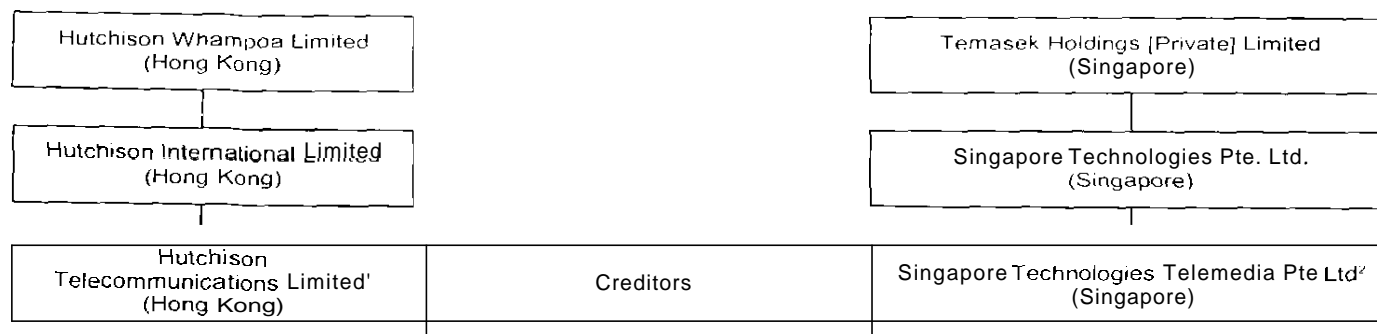 Hutchison Whampoa Limited
(Hong Kong)
Temasek Holdings [Private] Limited
(Singapore)
Hutchison International Limited
(Hong Kong)
Singapore Technologies Pte. Ltd.
(Singapore)
Hutchison
Telecommunications Limited'
(Hong Kong)
Creditors
Singapore Technologies Telemedia Pte Ltd²
(Singapore)